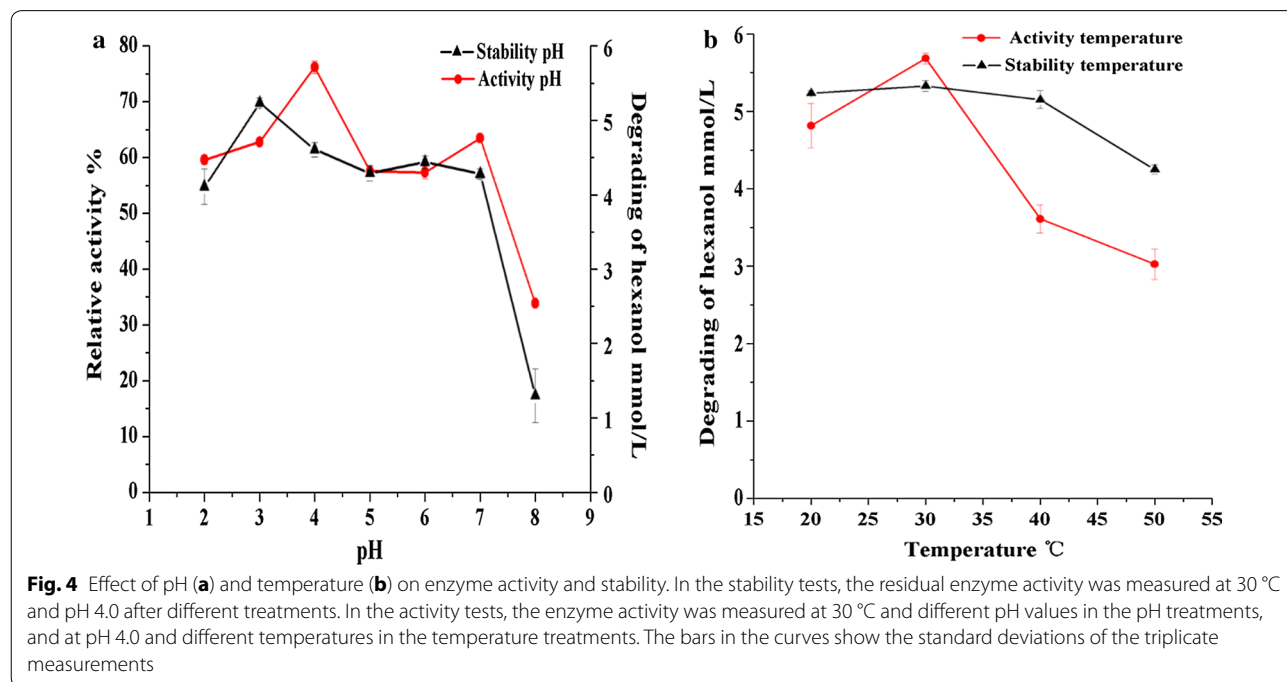 a
80
70
60
50
40
30
20
10
0
Relative activity %
Stability pH
Activity pH
6
5
4
3
2
1
0
Degrading of hexanol mmol/L
1 2 3 4 5 6 7 8 9
pH
b
6
5
4
3
2
1
0
Degrading of hexanol mmol/L
Activity temperature
Stability temperature
15 20 25 30 35 40 45 50 55
Temperature ℃
Fig. 4 Effect of pH (a) and temperature (b) on enzyme activity and stability. In the stability tests, the residual enzyme activity was measured at 30 °C
and pH 4.0 after different treatments. In the activity tests, the enzyme activity was measured at 30 °C and different pH values in the pH treatments,
and at pH 4.0 and different temperatures in the temperature treatments. The bars in the curves show the standard deviations of the triplicate
measurements